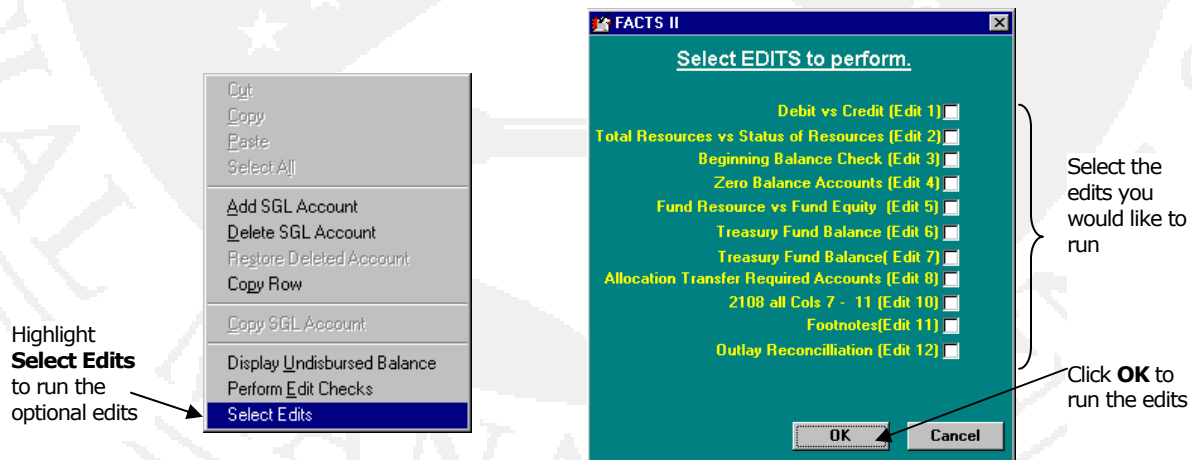 Highlight
Select Edits
to run the
optional edits
Cut
Copy
Paste
Select All
Add SGL Account
Delete SGL Account
Restore Deleted Account
Copy Row
Copy SGL Account
Display Undisbursed Balance
Perform Edit Checks
Select Edits
FACTS II
Select EDITS to perform.
Debit vs Credit (Edit 1)
Total Resources vs Status of Resources (Edit 2)
Beginning Balance Check (Edit 3)
Zero Balance Accounts (Edit 4)
Fund Resource vs Fund Equity (Edit 5)
Treasury Fund Balance (Edit 6)
Treasury Fund Balance( Edit 7)
Allocation Transfer Required Accounts (Edit 8)
2108 all Cols 7 - 11 (Edit 10)
Footnotes(Edit 11)
Outlay Reconcilliation (Edit 12)
OK
Cancel
Select the
edits you
would like to
run
Click OK to
run the edits